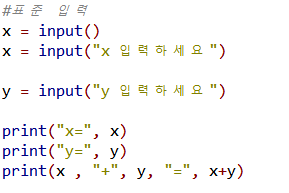 #표준 입력
x = input()
x = input("x 입력하세요")
y = input("y 입력하세요")
print("x=", x)
print("y=", y)
print(x , "+", y, "=", x+y)